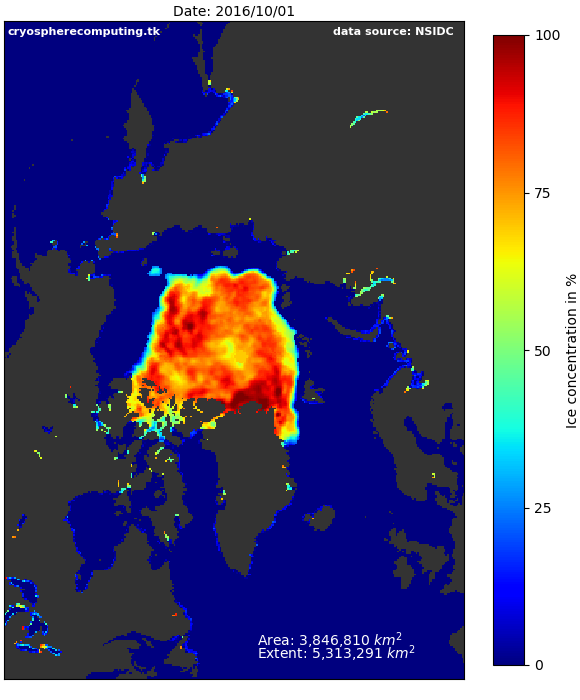 Date: 2016/10/01
cryospherecomputing.tk
data source: NSIDC
100
75
50
25
0
Ice concentration in %
Area: 3,846,810 km²
Extent: 5,313,291 km²